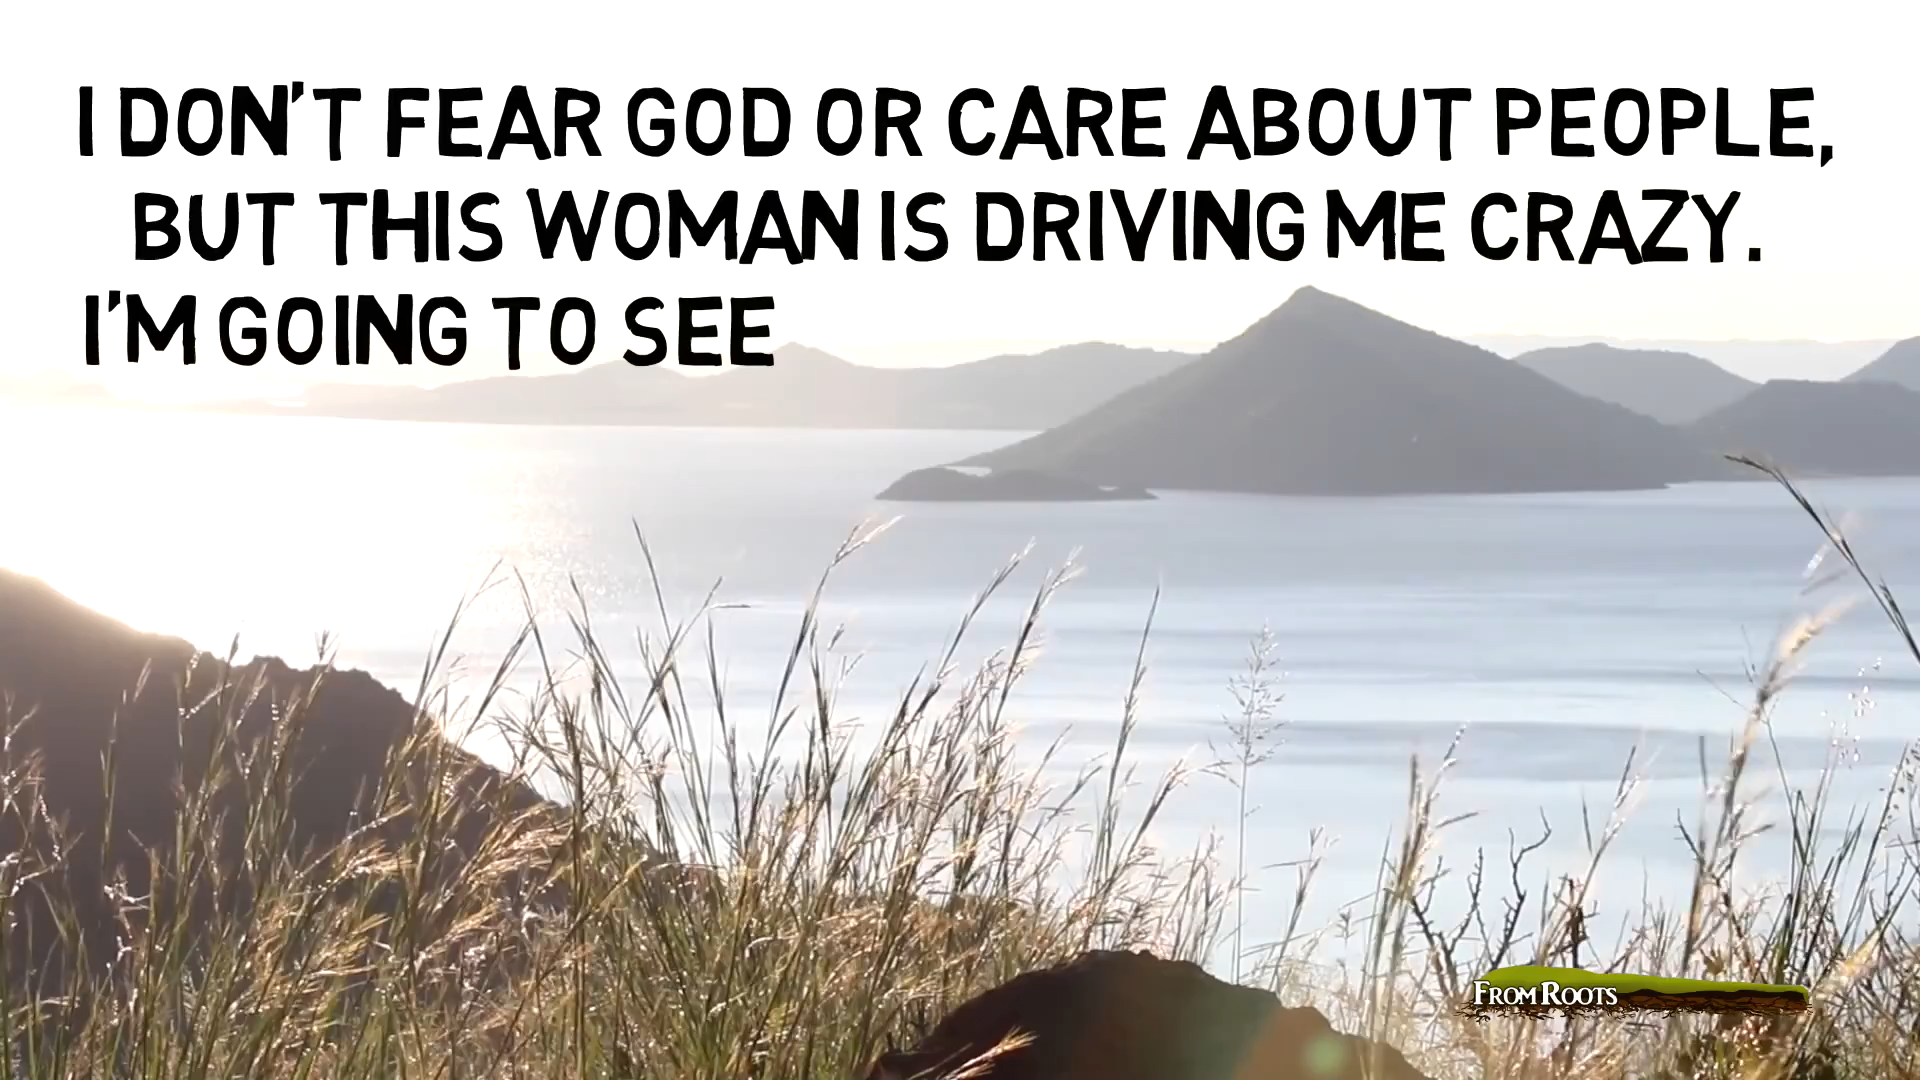 I DON'T FEAR GOD OR CARE ABOUT PEOPLE,
BUT THIS WOMAN IS DRIVING ME CRAZY.
I'M GOING TO SEE
FROM ROOTS